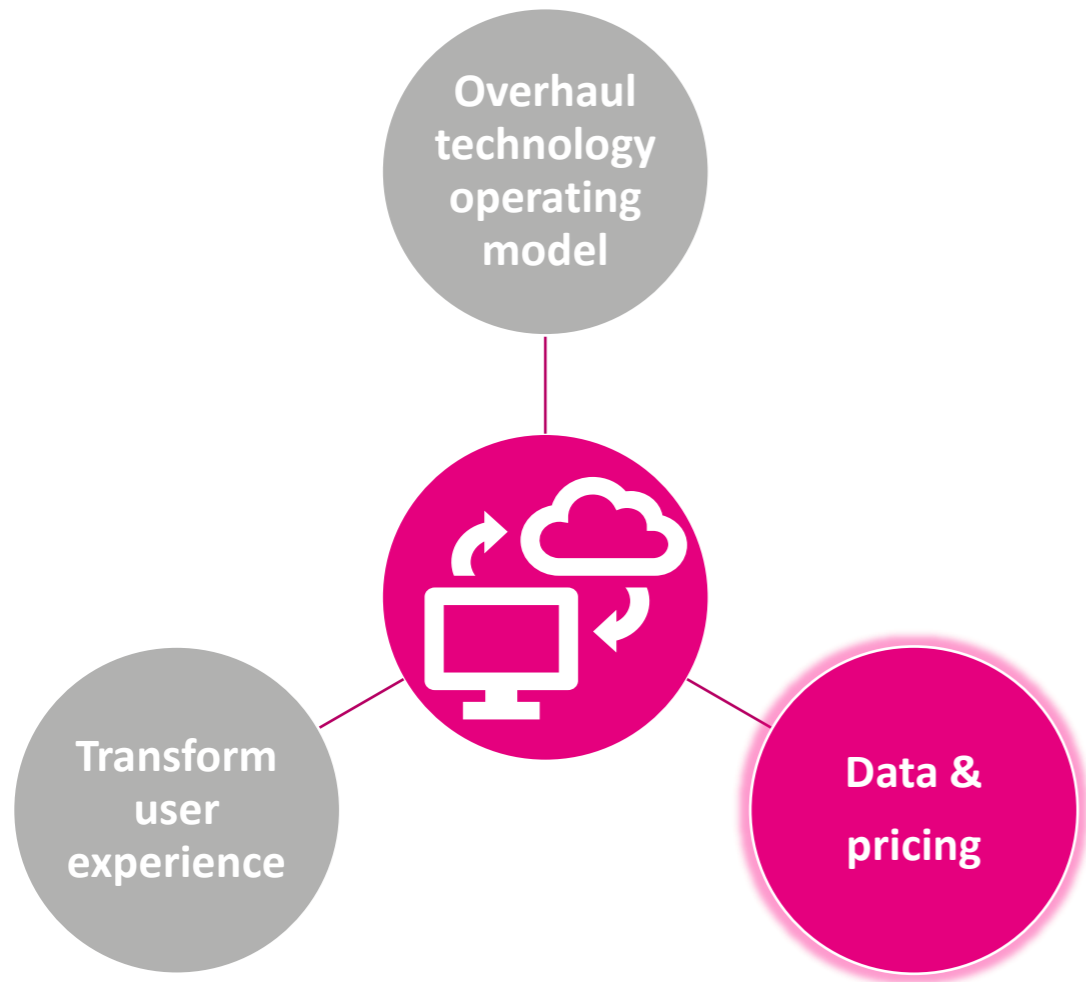 Overhaul
technology
operating
model
Transform
user
experience
Data &
pricing